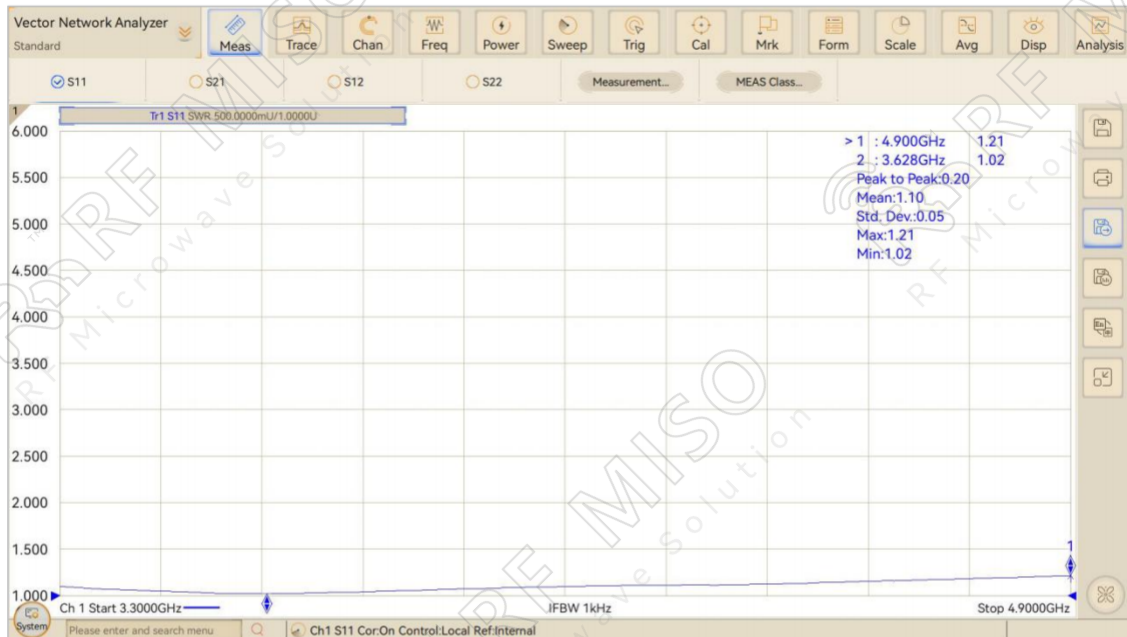 Vector Network Analyzer
Standard
Meas
Trace
Chan
Freq
Power
Sweep
Trig
Cal
Mrk
Form
Scale
Avg
Disp
Analysis
S11
S21
S12
S22
Measurement...
MEAS Class...
1
Tr1 S11 SWR 500.0000mU/1.0000U
6.000
5.500
5.000
4.500
4.000
3.500
3.000
2.500
2.000
1.500
1.000
> 1 : 4.900GHz 1.21
2 : 3.628GHz 1.02
Peak to Peak:0.20
Mean:1.10
Std. Dev.:0.05
Max:1.21
Min:1.02
1
Ch 1 Start 3.3000GHz
IFBW 1kHz
Stop 4.9000GHz
System
Please enter and search menu
Ch1 S11 Cor:On Control:Local Ref:Internal
RF MISO
RF Microwave Solution